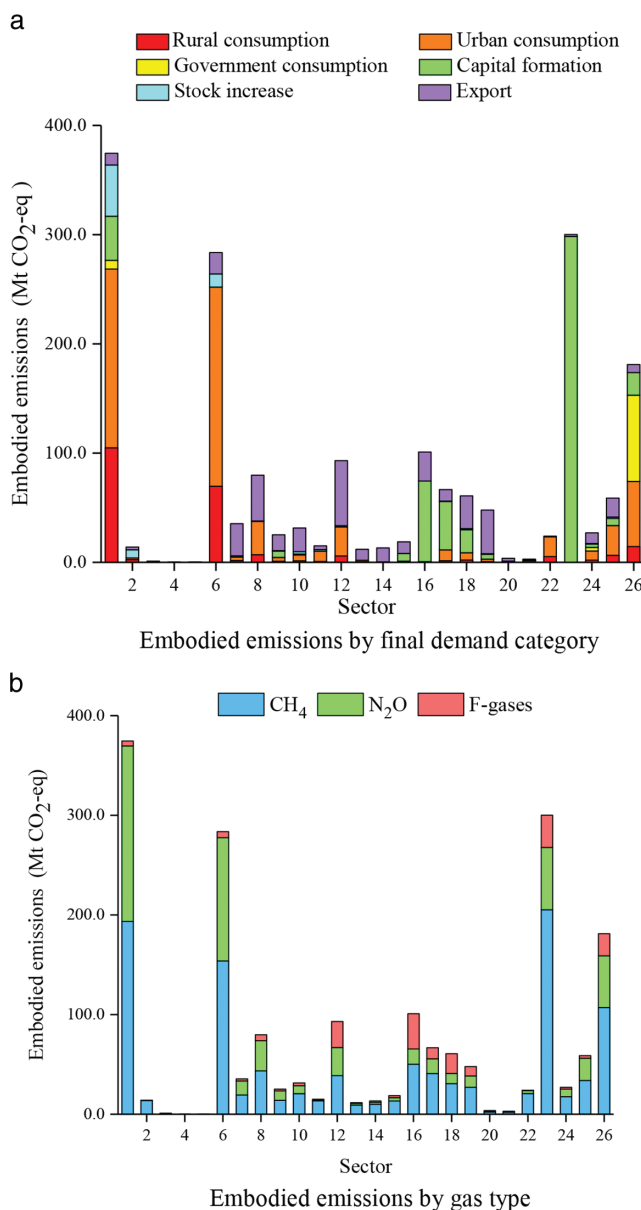 a
Rural consumption Urban consumption
Government consumption Capital formation
Stock increase Export
400.0
300.0
200.0
100.0
0.0
Embodied emissions (Mt CO2-eq )
2 4 6 8 10 12 14 16 18 20 22 24 26
Sector
Embodied emissions by final demand category
b
CH4 N2O F-gases
400.0
300.0
200.0
100.0
0.0
Embodied emissions (Mt CO2-eq)
2 4 6 8 10 12 14 16 18 20 22 24 26
Sector
Embodied emissions by gas type